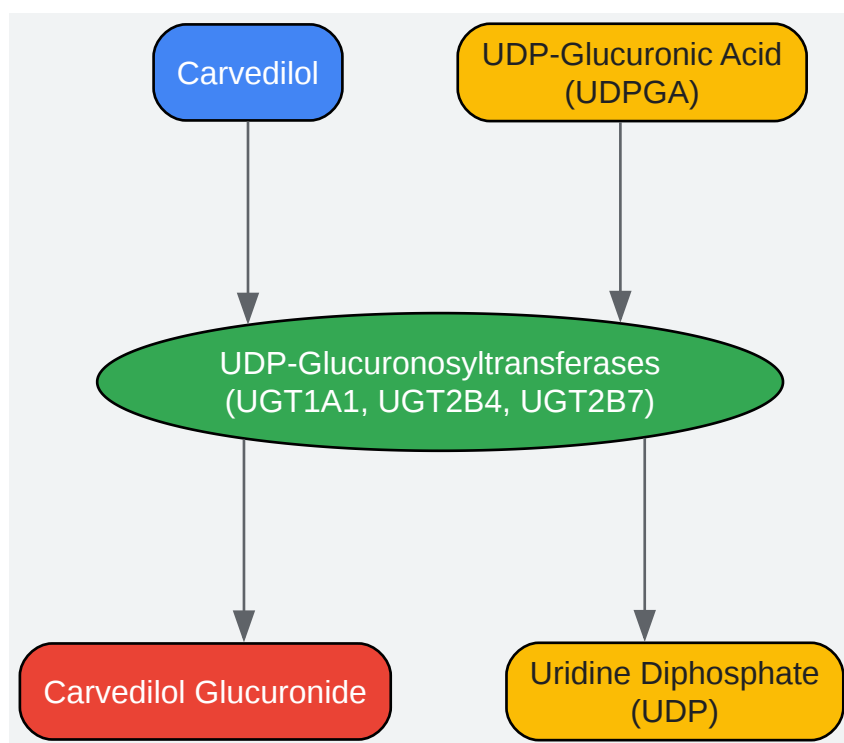 Carvedilol
UDP-Glucuronic Acid
(UDPGA)
UDP-Glucuronosyltransferases
(UGT1A1, UGT2B4, UGT2B7)
Carvedilol Glucuronide
Uridine Diphosphate
(UDP)